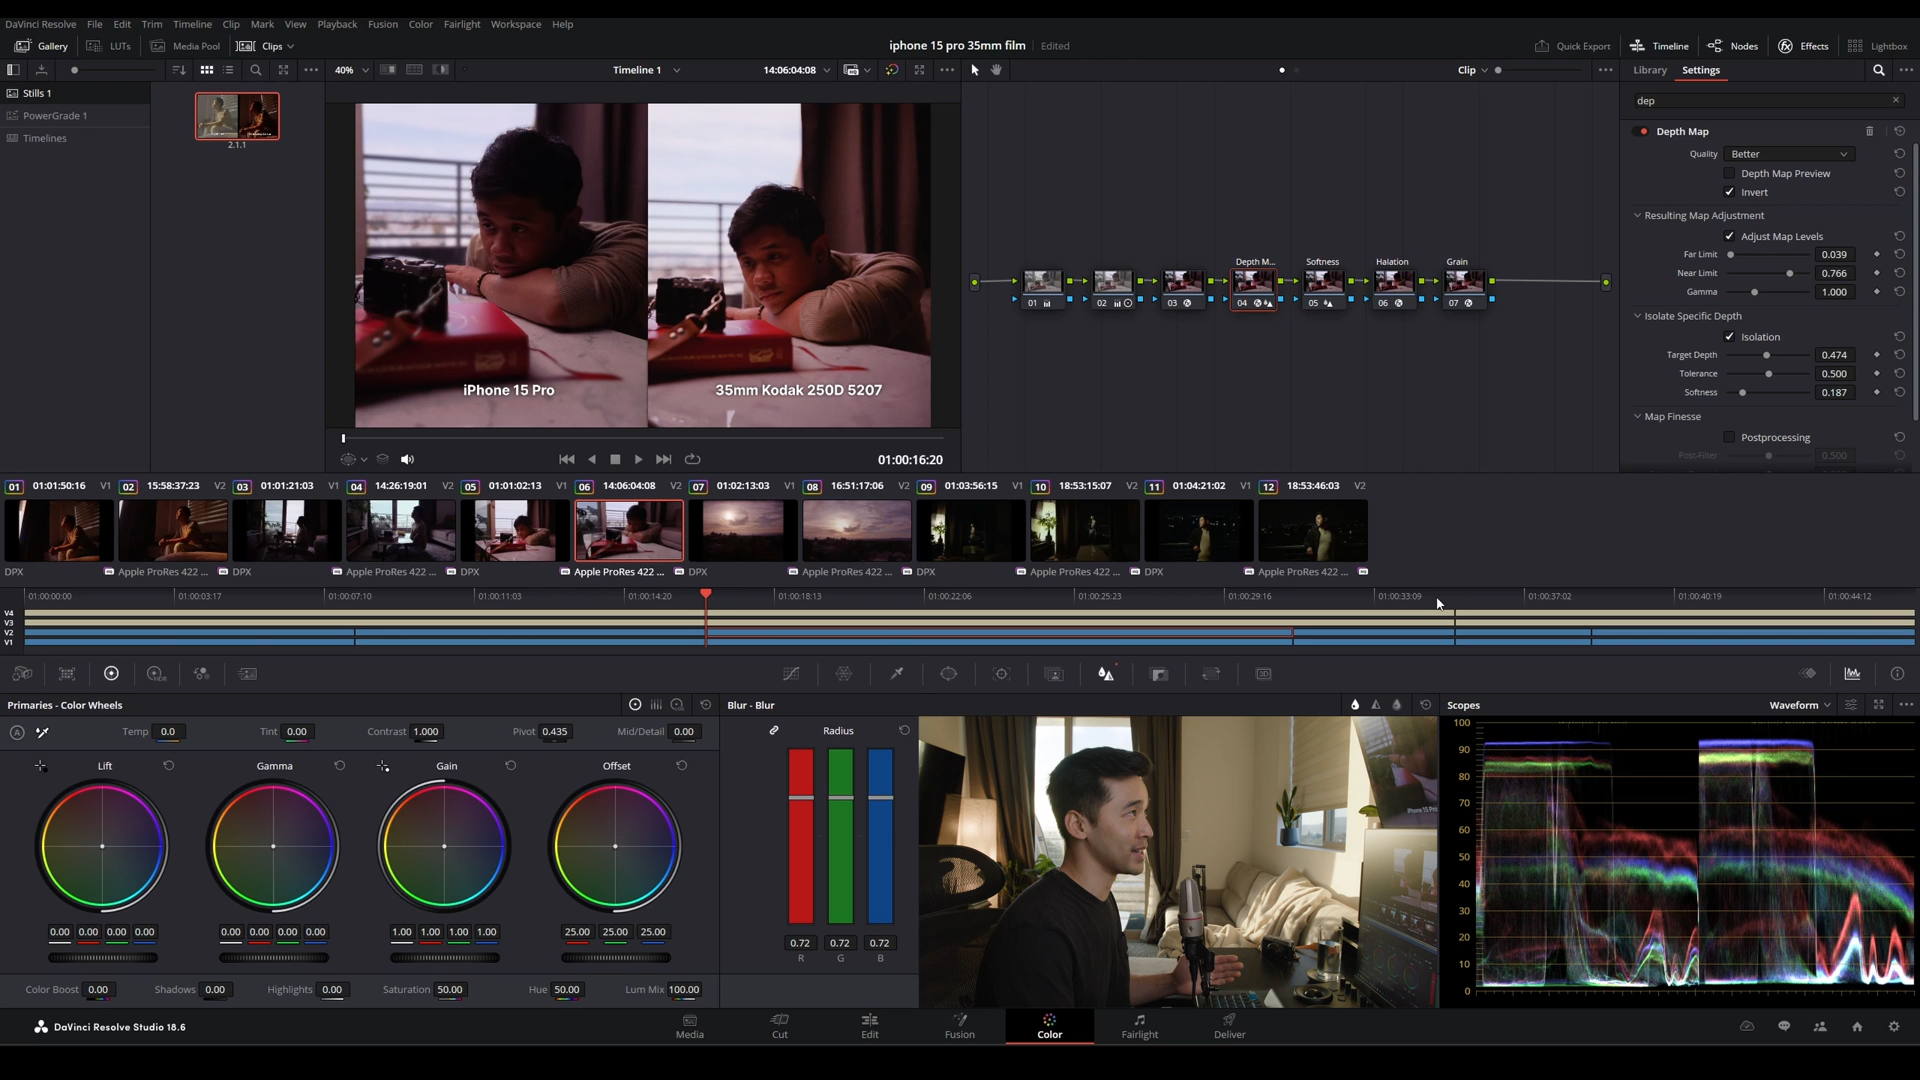 DaVinci Resolve File Edit Trim Timeline Clip Mark View Playback Fusion Color Fairlight Workspace Help
Gallery LUTs Media Pool Clips iphone 15 pro 35mm film Edited Quick Export Timeline Nodes Effects Lightbox
40% Timeline 1 14:06:04:08 Clip Library Settings
Stills 1
PowerGrade 1
Timelines
2.1.1
iPhone 15 Pro
35mm Kodak 250D 5207
01:00:16:20
Depth M... Softness Halation Grain
01 02 03 04 05 06 07
dep
Depth Map
Quality Better
Depth Map Preview
Invert
Resulting Map Adjustment
Adjust Map Levels
Far Limit 0.039
Near Limit 0.766
Gamma 1.000
Isolate Specific Depth
Isolation
Target Depth 0.474
Tolerance 0.500
Softness 0.187
Map Finesse
Postprocessing
Post-Filter 0.500
01 01:01:50:16 V1 02 15:58:37:23 V2 03 01:01:21:03 V1 04 14:26:19:01 V2 05 01:01:02:13 V1 06 14:06:04:08 V2 07 01:02:13:03 V1 08 16:51:17:06 V2 09 01:03:56:15 V1 10 18:53:15:07 V2 11 01:04:21:02 V1 12 18:53:46:03 V2
DPX Apple ProRes 422 ... DPX Apple ProRes 422 ... DPX Apple ProRes 422 ... DPX Apple ProRes 422 ... DPX Apple ProRes 422 ... DPX Apple ProRes 422 ...
01:00:00:00 01:00:03:17 01:00:07:10 01:00:11:03 01:00:14:20 01:00:18:13 01:00:22:06 01:00:25:23 01:00:29:16 01:00:33:09 01:00:37:02 01:00:40:19 01:00:44:12
V4
V3
V2
V1
Primaries - Color Wheels
Temp 0.0 Tint 0.00 Contrast 1.000 Pivot 0.435 Mid/Detail 0.00
Lift Gamma Gain Offset
0.00 0.00 0.00 0.00 0.00 0.00 0.00 0.00 1.00 1.00 1.00 1.00 25.00 25.00 25.00
Color Boost 0.00 Shadows 0.00 Highlights 0.00 Saturation 50.00 Hue 50.00 Lum Mix 100.00
Blur - Blur
Radius
0.72 0.72 0.72
R G B
iPhone 15 Pro
Scopes Waveform
100
90
80
70
60
50
40
30
20
10
0
DaVinci Resolve Studio 18.6
Media Cut Edit Fusion Color Fairlight Deliver